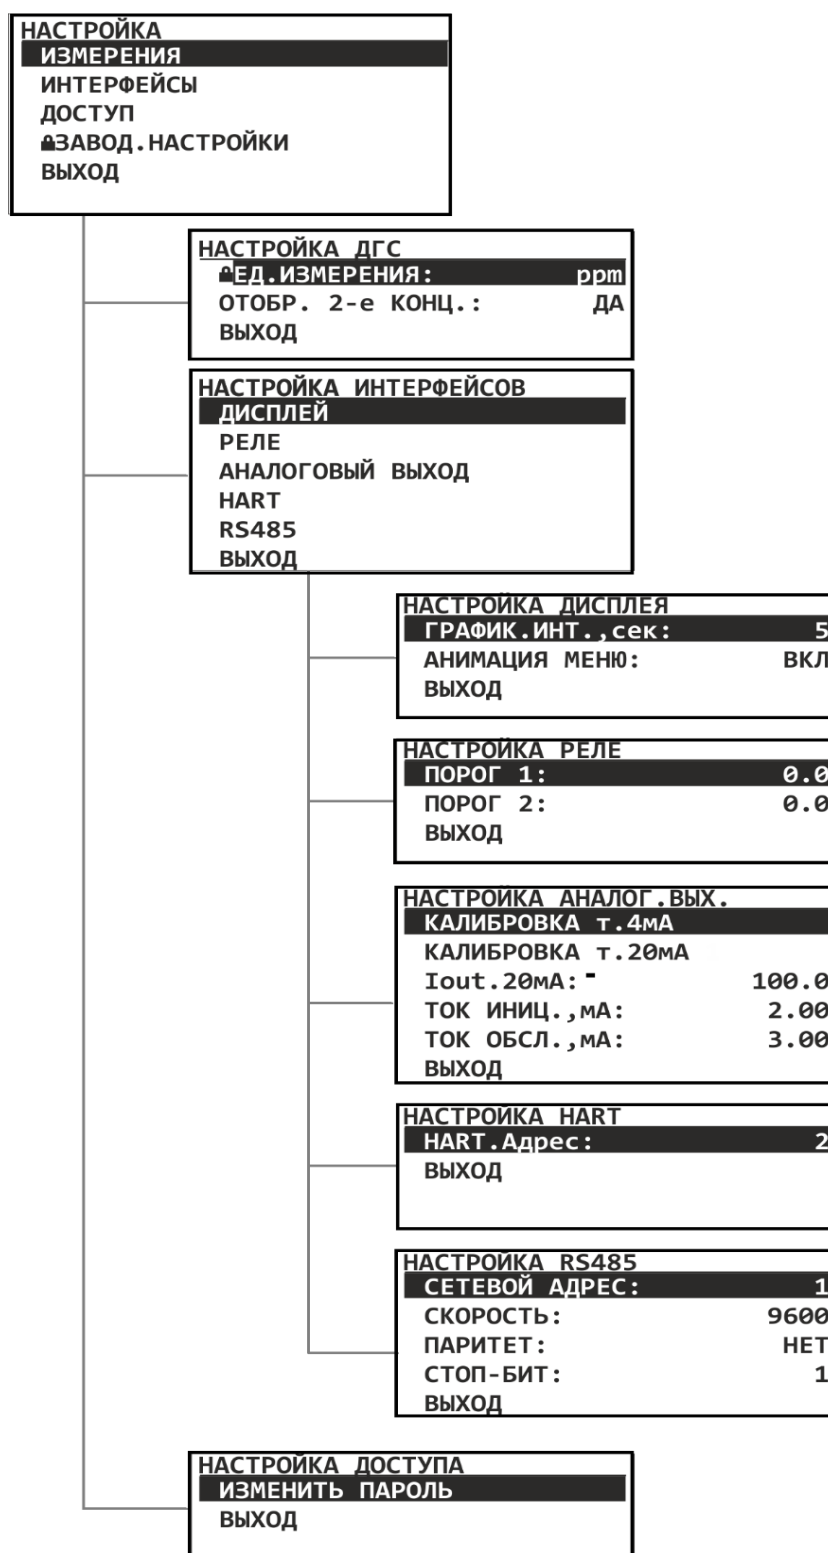 НАСТРОЙКА
ИЗМЕРЕНИЯ
ИНТЕРФЕЙСЫ
ДОСТУП
ЗАВОД.НАСТРОЙКИ
ВЫХОД
НАСТРОЙКА ДГС
ЕД.ИЗМЕРЕНИЯ: ppm
ОТОБР. 2-е КОНЦ.: ДА
ВЫХОД
НАСТРОЙКА ИНТЕРФЕЙСОВ
ДИСПЛЕЙ
РЕЛЕ
АНАЛОГОВЫЙ ВЫХОД
HART
RS485
ВЫХОД
НАСТРОЙКА ДИСПЛЕЯ
ГРАФИК.ИНТ.,сек: 5
АНИМАЦИЯ МЕНЮ: ВКЛ
ВЫХОД
НАСТРОЙКА РЕЛЕ
ПОРОГ 1: 0.0
ПОРОГ 2: 0.0
ВЫХОД
НАСТРОЙКА АНАЛОГ.ВЫХ.
КАЛИБРОВКА т.4мА
КАЛИБРОВКА т.20мА
Iout.20мА:- 100.0
ТОК ИНИЦ.,мА: 2.00
ТОК ОБСЛ.,мА: 3.00
ВЫХОД
НАСТРОЙКА HART
HART.Адрес: 2
ВЫХОД
НАСТРОЙКА RS485
СЕТЕВОЙ АДРЕС: 1
СКОРОСТЬ: 9600
ПАРИТЕТ: НЕТ
СТОП-БИТ: 1
ВЫХОД
НАСТРОЙКА ДОСТУПА
ИЗМЕНИТЬ ПАРОЛЬ
ВЫХОД